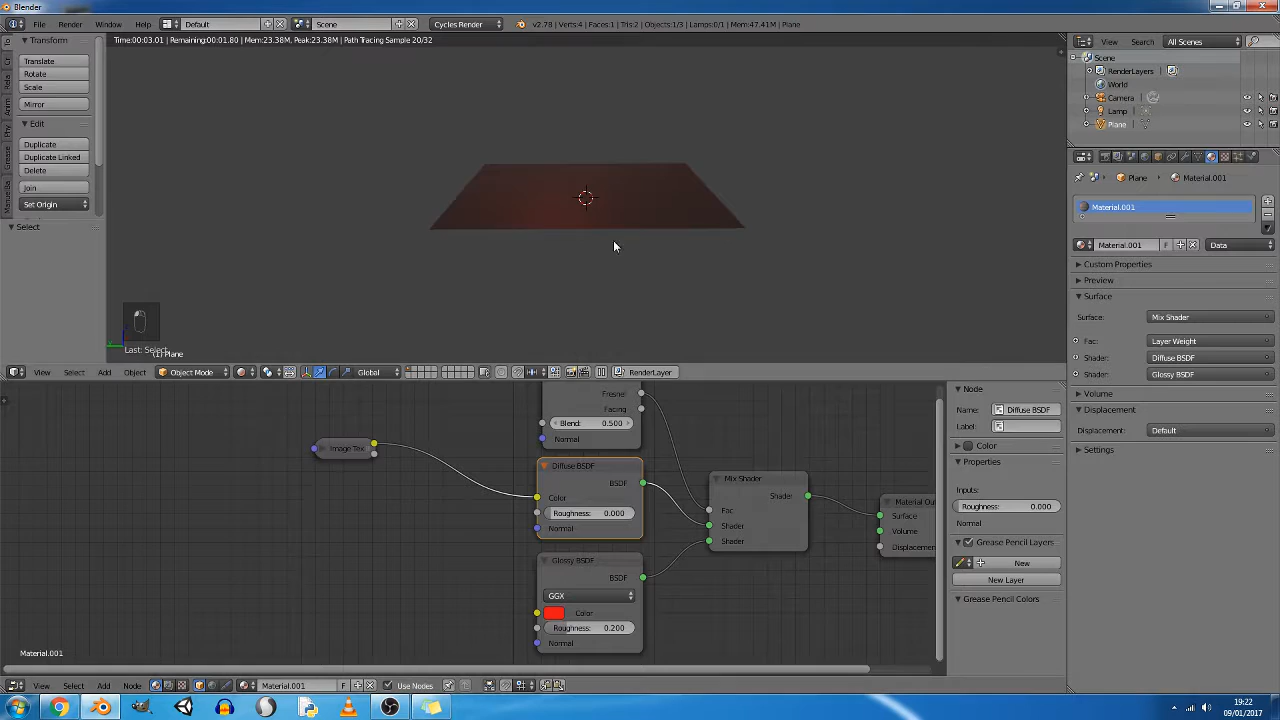 Blender
File Render Window Help Default Scene Cycles Render v2.78 | Verts:4 | Faces:1 | Tris:2 | Objects:1/3 | Lamps:0/1 | Mem:47.41M | Plane
View Search All Scenes
Time:00:03.01 | Remaining:00:01.80 | Mem:23.38M, Peak:23.38M | Path Tracing Sample 20/32
Transform
Translate
Rotate
Scale
Mirror
Edit
Duplicate
Duplicate Linked
Delete
Join
Set Origin
Select
Anim
Phy
Grease
Last: Select
(1) Plane
View Select Add Object Object Mode Global RenderLayer
Scene
RenderLayers
World
Camera
Lamp
Plane
Plane Material.001
Material.001
Material.001 F Data
Custom Properties
Preview
Surface
Surface: Mix Shader
Fac: Layer Weight
Shader: Diffuse BSDF
Shader: Glossy BSDF
Volume
Displacement
Displacement: Default
Settings
Image Tex
Fresnel
Facing
Blend: 0.500
Normal
Diffuse BSDF
BSDF
Color
Roughness: 0.000
Normal
Glossy BSDF
BSDF
GGX
Color
Roughness: 0.200
Normal
Mix Shader
Shader
Fac
Shader
Shader
Material Out
Surface
Volume
Displacemen
Node
Name: Diffuse BSDF
Label:
Color
Properties
Inputs:
Roughness: 0.000
Normal
Grease Pencil Layers
New
New Layer
Grease Pencil Colors
Material.001
View Select Add Node Material.001 F Use Nodes
19:22
09/01/2017